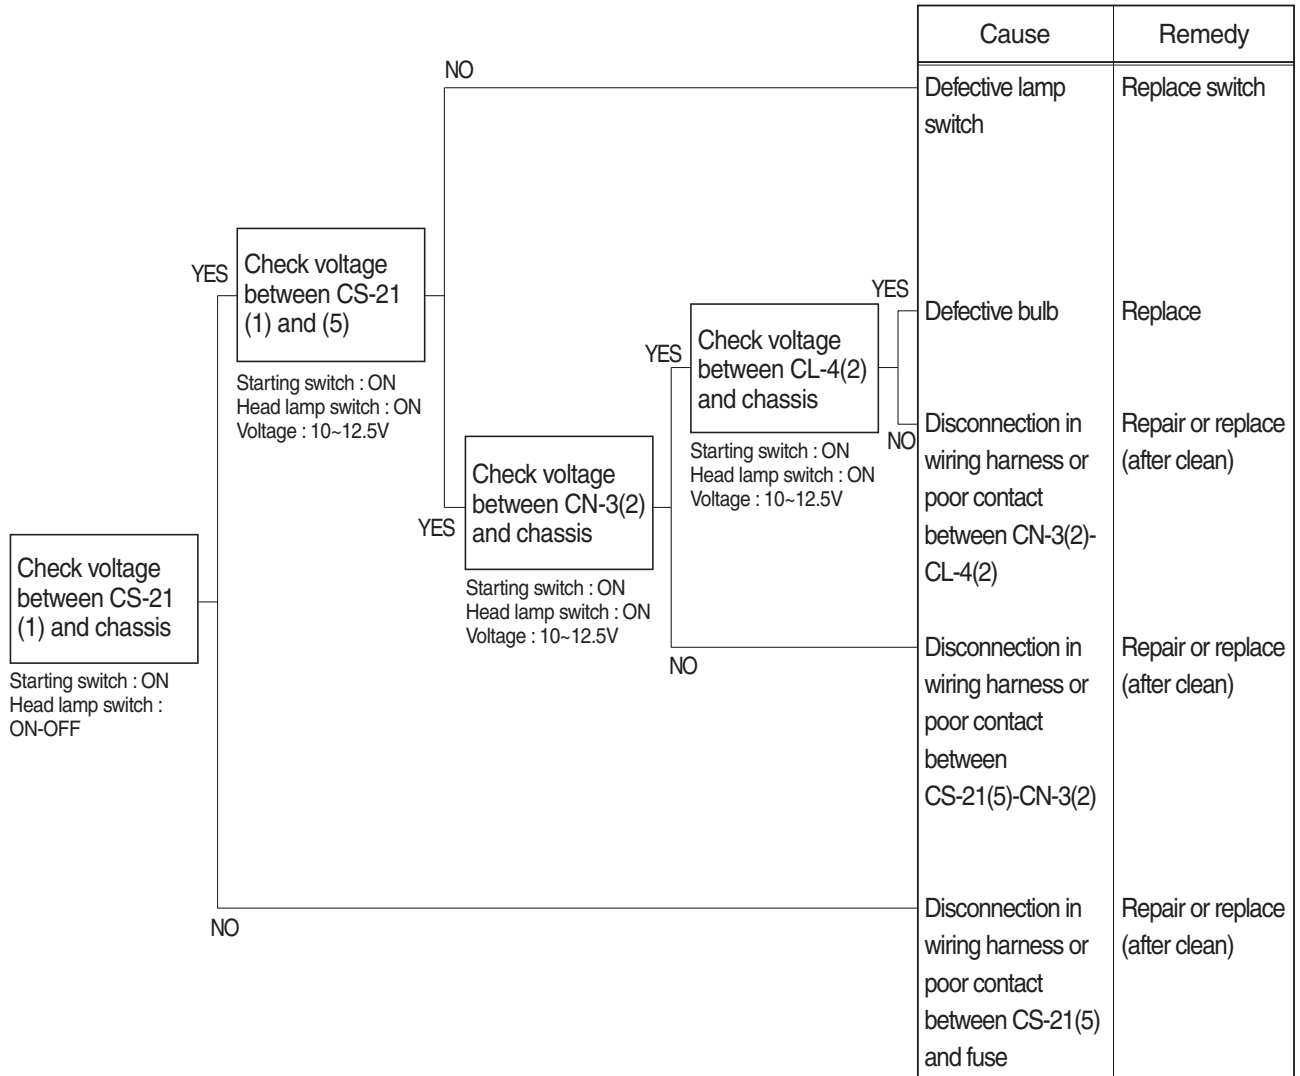 Cause
Remedy
NO
Defective lamp
switch
Replace switch
YES
Check voltage
between CS-21
(1) and (5)
Starting switch : ON
Head lamp switch : ON
Voltage : 10~12.5V
YES
Check voltage
between CL-4(2)
and chassis
Starting switch : ON
Head lamp switch : ON
Voltage : 10~12.5V
YES
Defective bulb
Replace
NO
Disconnection in
wiring harness or
poor contact
between CN-3(2)-
CL-4(2)
Repair or replace
(after clean)
YES
Check voltage
between CN-3(2)
and chassis
Starting switch : ON
Head lamp switch : ON
Voltage : 10~12.5V
NO
Disconnection in
wiring harness or
poor contact
between
CS-21(5)-CN-3(2)
Repair or replace
(after clean)
Check voltage
between CS-21
(1) and chassis
Starting switch : ON
Head lamp switch :
ON-OFF
NO
Disconnection in
wiring harness or
poor contact
between CS-21(5)
and fuse
Repair or replace
(after clean)